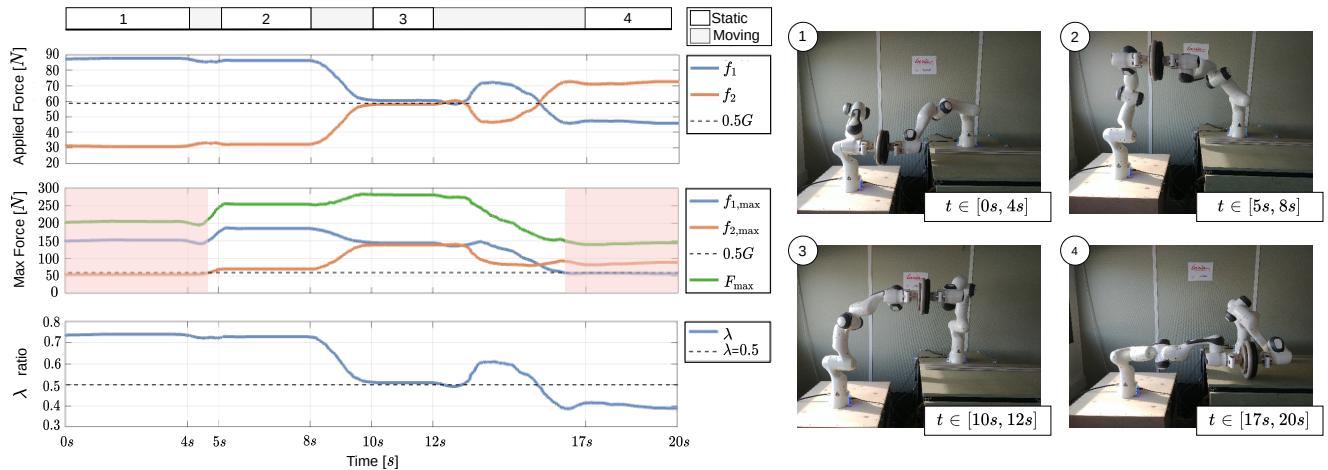 1
2
3
4
Static
Moving
Applied Force [N]
90
80
70
60
50
40
30
20
f₁
f₂
0.5G
Max Force [N]
300
250
200
150
100
50
0
f₁,max
f₂,max
0.5G
Fmax
λ ratio
0.8
0.7
0.6
0.5
0.4
0.3
λ
λ=0.5
0s
4s
5s
8s
10s
12s
17s
20s
Time [s]
1
t ∈ [0s, 4s]
2
t ∈ [5s, 8s]
3
t ∈ [10s, 12s]
4
t ∈ [17s, 20s]